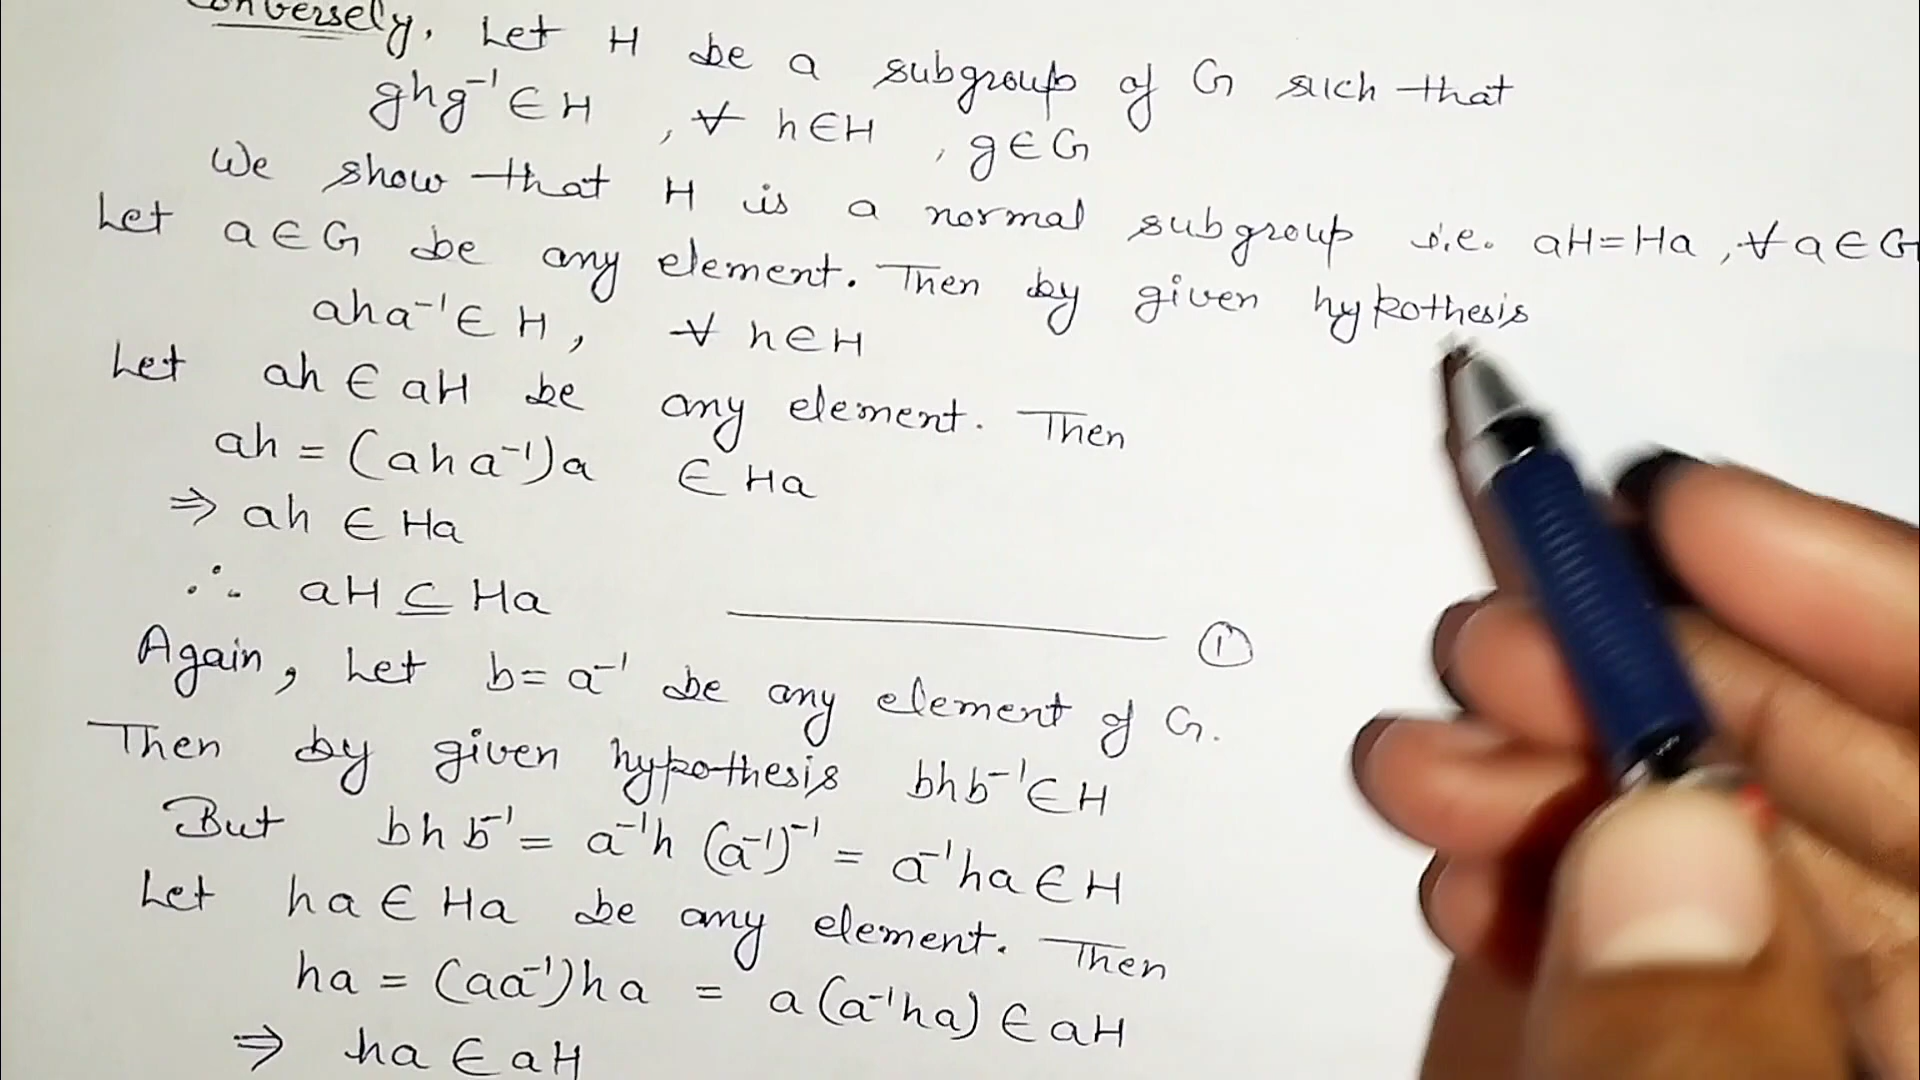 Conversely, Let H be a subgroup of G such that
ghg⁻¹ ∈ H , ∀ h∈H , g∈G
We show that H is a normal subgroup i.e. aH=Ha, ∀ a∈G
Let a∈G be any element. Then by given hypothesis
aha⁻¹ ∈ H, ∀ h∈H
Let ah ∈ aH be any element. Then
ah = (aha⁻¹)a ∈ Ha
⇒ ah ∈ Ha
∴ aH ⊆ Ha ——— ①
Again, Let b=a⁻¹ be any element of G.
Then by given hypothesis bhb⁻¹∈H
But bhb⁻¹ = a⁻¹h(a⁻¹)⁻¹ = a⁻¹ha∈H
Let ha ∈ Ha be any element. Then
ha = (aa⁻¹)ha = a(a⁻¹ha) ∈ aH
⇒ ha ∈ aH